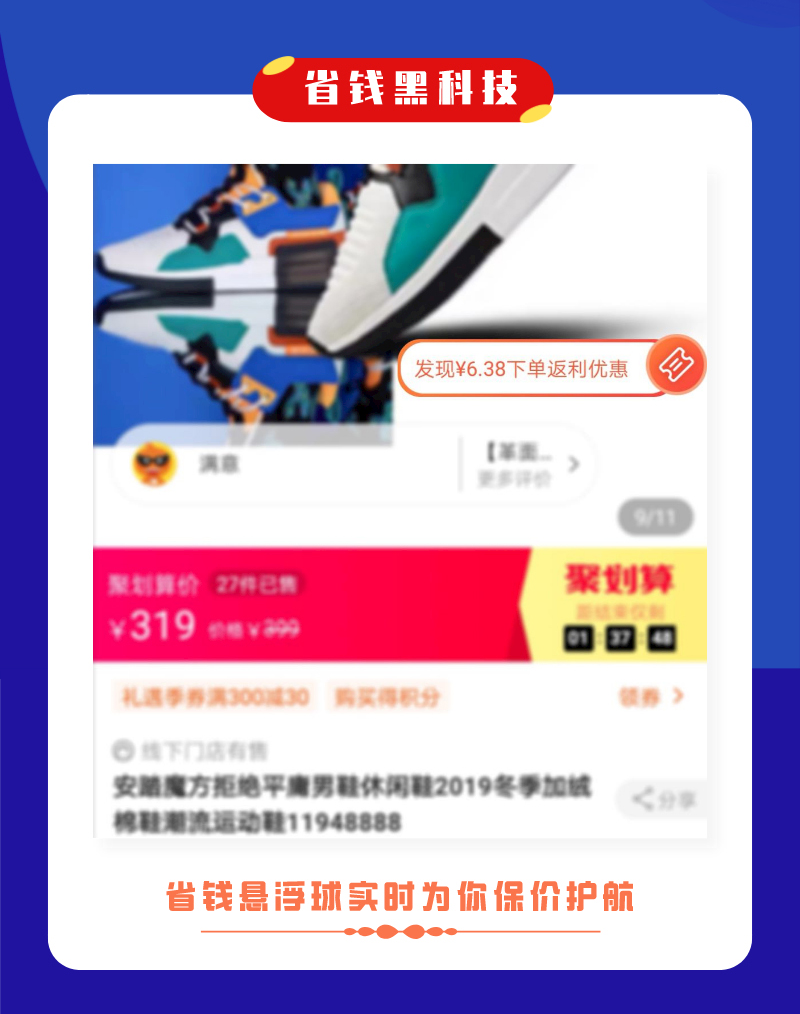 省钱黑科技
发现¥6.38下单返利优惠
满意
【革面...
更多评价
9/11
聚划算价 27件已售
¥319 价格¥399
聚划算
距结束仅剩
01:37:48
礼遇季券满300减30 购买得积分 领券
线下门店有售
安踏魔方拒绝平庸男鞋休闲鞋2019冬季加绒
棉鞋潮流运动鞋11948888
分享
省钱悬浮球实时为你保价护航